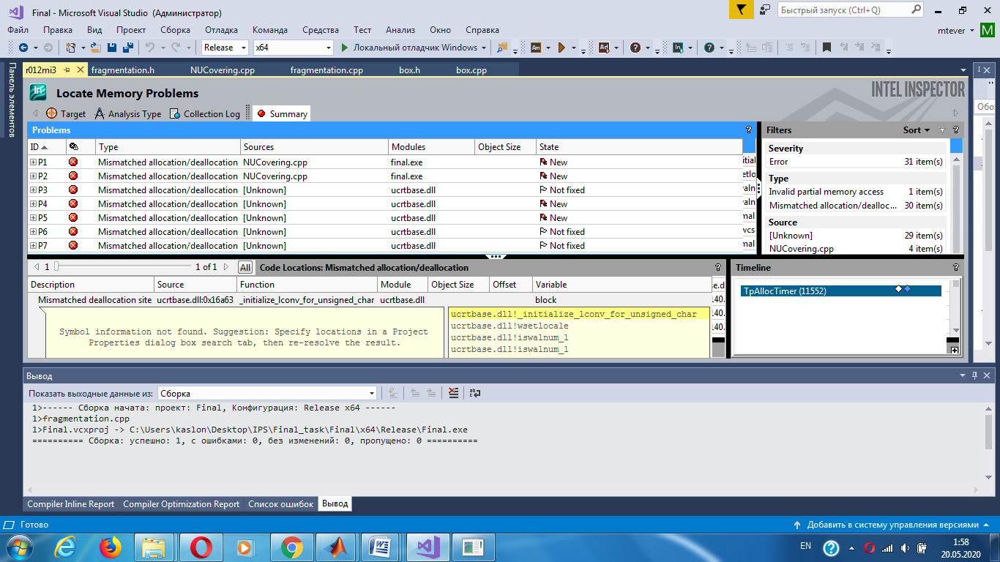 Final - Microsoft Visual Studio (Администратор)
Быстрый запуск (Ctrl+Q)
Файл Правка Вид Проект Сборка Отладка Команда Средства Тест Анализ Окно Справка
mtever M
Release x64 Локальный отладчик Windows Am Ad In
Панель элементов
r012mi3 fragmentation.h NUCovering.cpp fragmentation.cpp box.h box.cpp
In Locate Memory Problems INTEL INSPECTOR
Target Analysis Type Collection Log Summary
Problems ?
ID Type Sources Modules Object Size State
P1 Mismatched allocation/deallocation NUCovering.cpp final.exe New
P2 Mismatched allocation/deallocation NUCovering.cpp final.exe New
P3 Mismatched allocation/deallocation [Unknown] ucrtbase.dll Not fixed
P4 Mismatched allocation/deallocation [Unknown] ucrtbase.dll New
P5 Mismatched allocation/deallocation [Unknown] ucrtbase.dll New
P6 Mismatched allocation/deallocation [Unknown] ucrtbase.dll Not fixed
P7 Mismatched allocation/deallocation [Unknown] ucrtbase.dll Not fixed
Filters Sort ?
Severity
Error 31 item(s)
Type
Invalid partial memory access 1 item(s)
Mismatched allocation/dealloc... 30 item(s)
Source
[Unknown] 29 item(s)
NUCovering.cpp 4 item(s)
1 1 of 1 All Code Locations: Mismatched allocation/deallocation ?
Description Source Function Module Object Size Offset Variable
Mismatched deallocation site ucrtbase.dll:0x16a63 _initialize_lconv_for_unsigned_char ucrtbase.dll block
Symbol information not found. Suggestion: Specify locations in a Project
Properties dialog box search tab, then re-resolve the result.
ucrtbase.dll!_initialize_lconv_for_unsigned_char
ucrtbase.dll!wsetlocale
ucrtbase.dll!iswalnum_l
ucrtbase.dll!iswalnum_l
Timeline ?
TpAllocTimer (11552)
Вывод
Показать выходные данные из: Сборка
1>------ Сборка начата: проект: Final, Конфигурация: Release x64 ------
1>fragmentation.cpp
1>Final.vcxproj -> C:\Users\kaslon\Desktop\IPS\Final_task\Final\x64\Release\Final.exe
========== Сборка: успешно: 1, с ошибками: 0, без изменений: 0, пропущено: 0 ==========
Compiler Inline Report Compiler Optimization Report Список ошибок Вывод
Готово Добавить в систему управления версиями
EN 1:58
20.05.2020